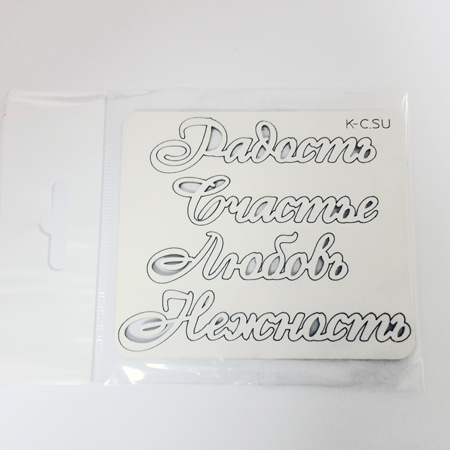 K-C.SU
Радость
Счастье
Любовь
Нежность